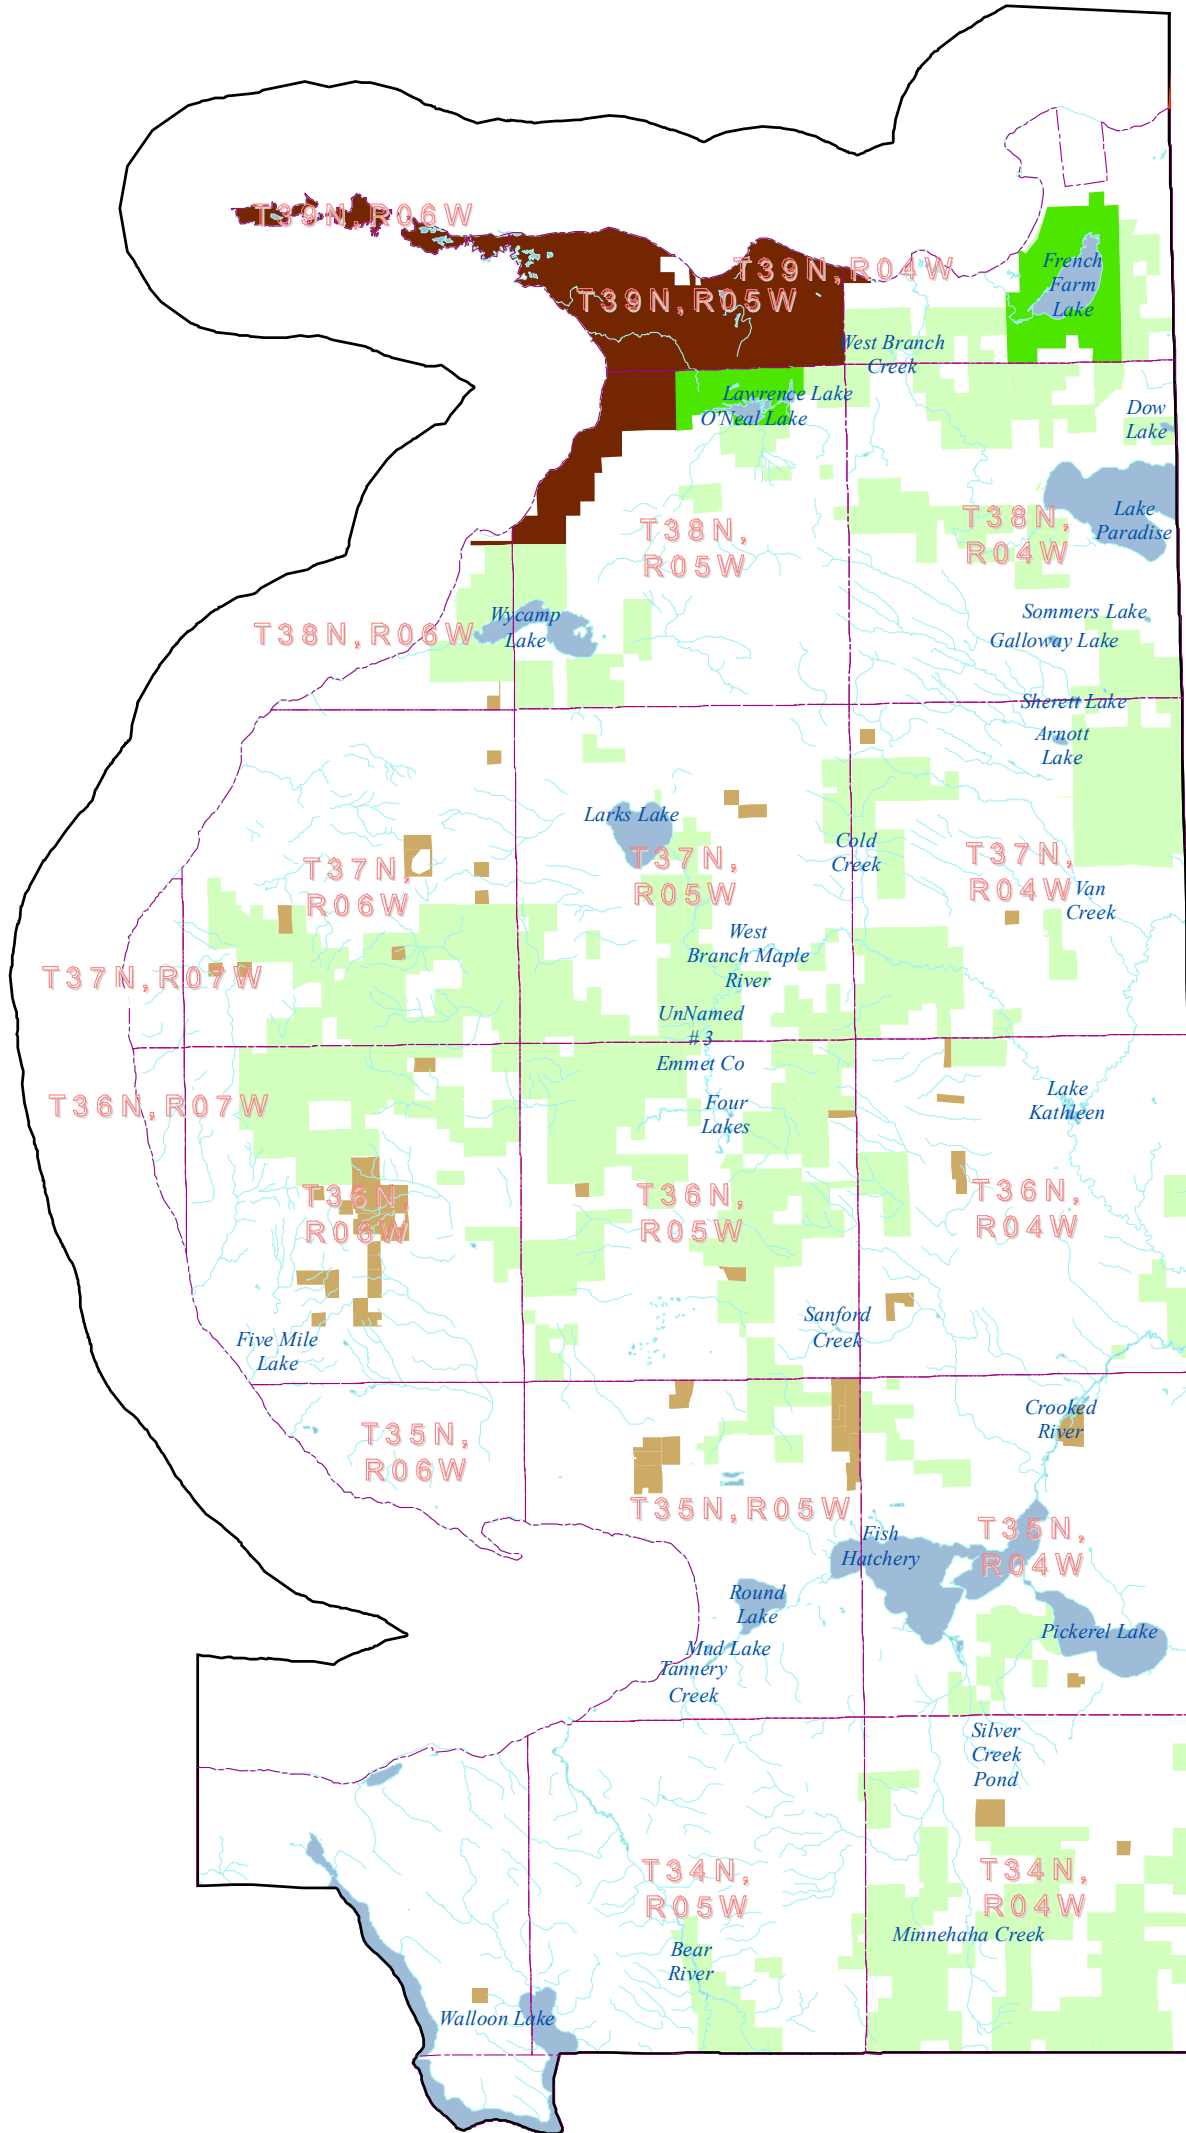 T39N,R06W
T39N,R04W
T39N,R05W
French
Farm
Lake
West Branch
Creek
Lawrence Lake
O'Neal Lake
Dow
Lake
Lake
Paradise
T38N,
R05W
T38N,
R04W
Wycamp
Lake
T38N,R06W
Sommers Lake
Galloway Lake
Sherett Lake
Arnott
Lake
Larks Lake
Cold
Creek
T37N,
R06W
T37N,
R05W
T37N,
R04W
Van
Creek
West
Branch Maple
River
T37N,R07W
UnNamed
#3
Emmet Co
T36N,R07W
Four
Lakes
Lake
Kathleen
T36N,
R06W
T36N,
R05W
T36N,
R04W
Sanford
Creek
Five Mile
Lake
Crooked
River
T35N,
R06W
T35N,R05W
Fish
Hatchery
T35N,
R04W
Round
Lake
Pickerel Lake
Mud Lake
Tannery
Creek
Silver
Creek
Pond
T34N,
R05W
T34N,
R04W
Minnehaha Creek
Bear
River
Walloon Lake